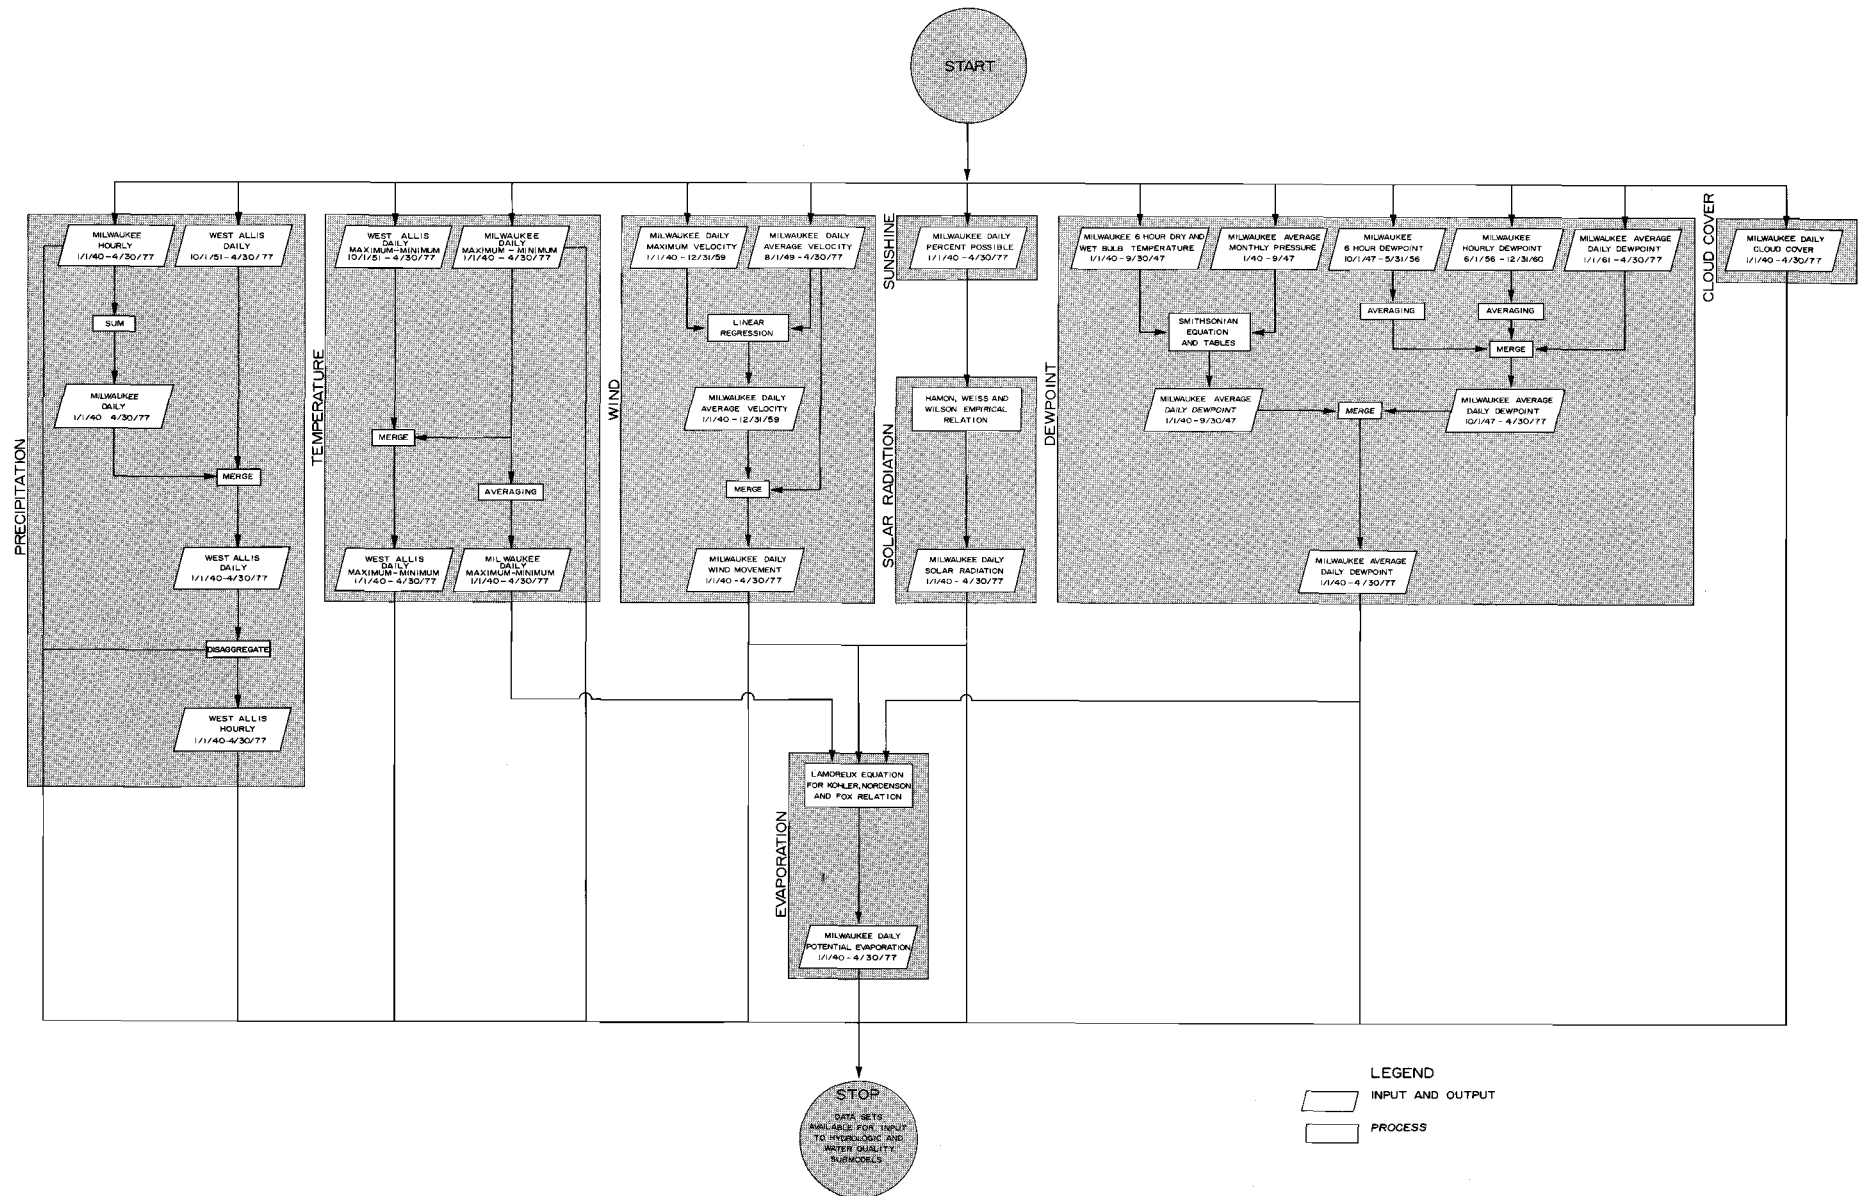 START
PRECIPITATION
MILWAUKEE
HOURLY
1/1/40-4/30/77
WEST ALLIS
DAILY
10/1/51-4/30/77
SUM
MILWAUKEE
DAILY
1/1/40 4/30/77
MERGE
WEST ALLIS
DAILY
1/1/40-4/30/77
DISAGGREGATE
WEST ALLIS
HOURLY
1/1/40-4/30/77
TEMPERATURE
WEST ALLIS
DAILY
MAXIMUM-MINIMUM
10/1/51-4/30/77
MILWAUKEE
DAILY
MAXIMUM-MINIMUM
1/1/40-4/30/77
MERGE
AVERAGING
WEST ALLIS
DAILY
MAXIMUM-MINIMUM
1/1/40-4/30/77
MILWAUKEE
DAILY
MAXIMUM-MINIMUM
1/1/40-4/30/77
WIND
MILWAUKEE DAILY
MAXIMUM VELOCITY
1/1/40-12/31/59
MILWAUKEE DAILY
AVERAGE VELOCITY
8/1/49-4/30/77
LINEAR
REGRESSION
MILWAUKEE DAILY
AVERAGE VELOCITY
1/1/40-12/31/59
MERGE
MILWAUKEE DAILY
WIND MOVEMENT
1/1/40-4/30/77
SUNSHINE
MILWAUKEE DAILY
PERCENT POSSIBLE
1/1/40-4/30/77
SOLAR RADIATION
HAMON, WEISS AND
WILSON EMPIRICAL
RELATION
MILWAUKEE DAILY
SOLAR RADIATION
1/1/40-4/30/77
DEWPOINT
MILWAUKEE 6 HOUR DRY AND
WET BULB TEMPERATURE
1/1/40-9/30/47
MILWAUKEE AVERAGE
MONTHLY PRESSURE
1/40-9/47
MILWAUKEE
6 HOUR DEWPOINT
10/1/47-5/31/56
MILWAUKEE
HOURLY DEWPOINT
6/1/56-12/31/60
MILWAUKEE AVERAGE
DAILY DEWPOINT
1/1/61-4/30/77
SMITHSONIAN
EQUATION
AND TABLES
AVERAGING
AVERAGING
MERGE
MILWAUKEE AVERAGE
DAILY DEWPOINT
1/1/40-9/30/47
MERGE
MILWAUKEE AVERAGE
DAILY DEWPOINT
10/1/47-4/30/77
MILWAUKEE AVERAGE
DAILY DEWPOINT
1/1/40-4/30/77
CLOUD COVER
MILWAUKEE DAILY
CLOUD COVER
1/1/40-4/30/77
EVAPORATION
LAMOREUX EQUATION
FOR KOHLER, NORDENSON
AND FOX RELATION
MILWAUKEE DAILY
POTENTIAL EVAPORATION
1/1/40-4/30/77
STOP
DATA SETS
AVAILABLE FOR INPUT
TO HYDROLOGIC AND
WATER QUALITY
SUBMODELS
LEGEND
INPUT AND OUTPUT
PROCESS